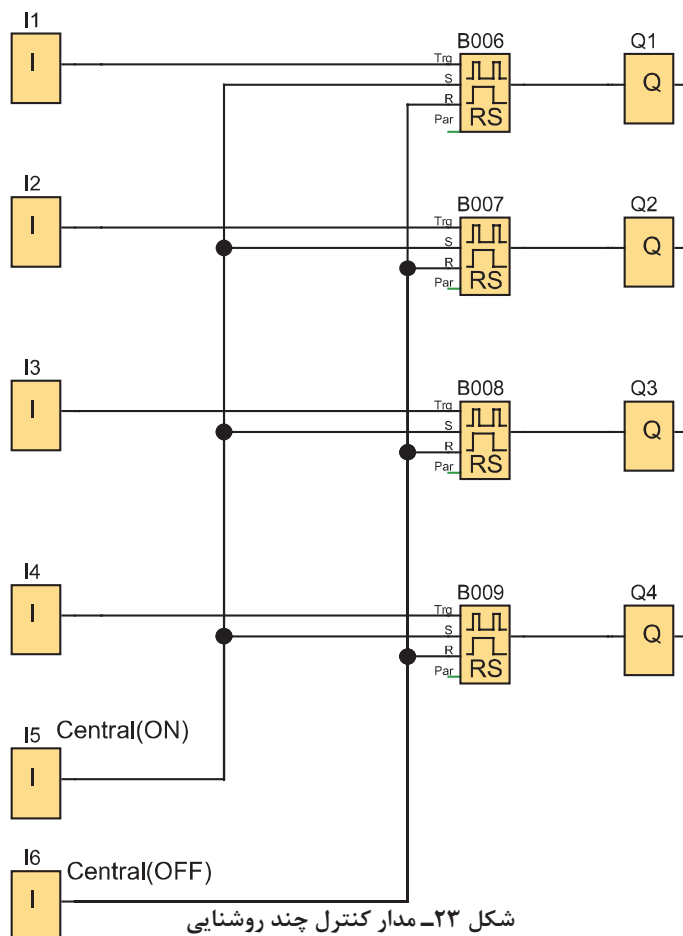 I1
I
B006
Trg
S
R
Par
RS
Q1
Q
I2
I
B007
Trg
S
R
Par
RS
Q2
Q
I3
I
B008
Trg
S
R
Par
RS
Q3
Q
I4
I
B009
Trg
S
R
Par
RS
Q4
Q
I5 Central(ON)
I
I6 Central(OFF)
I
شکل ۲۳ـ مدار کنترل چند روشنایی